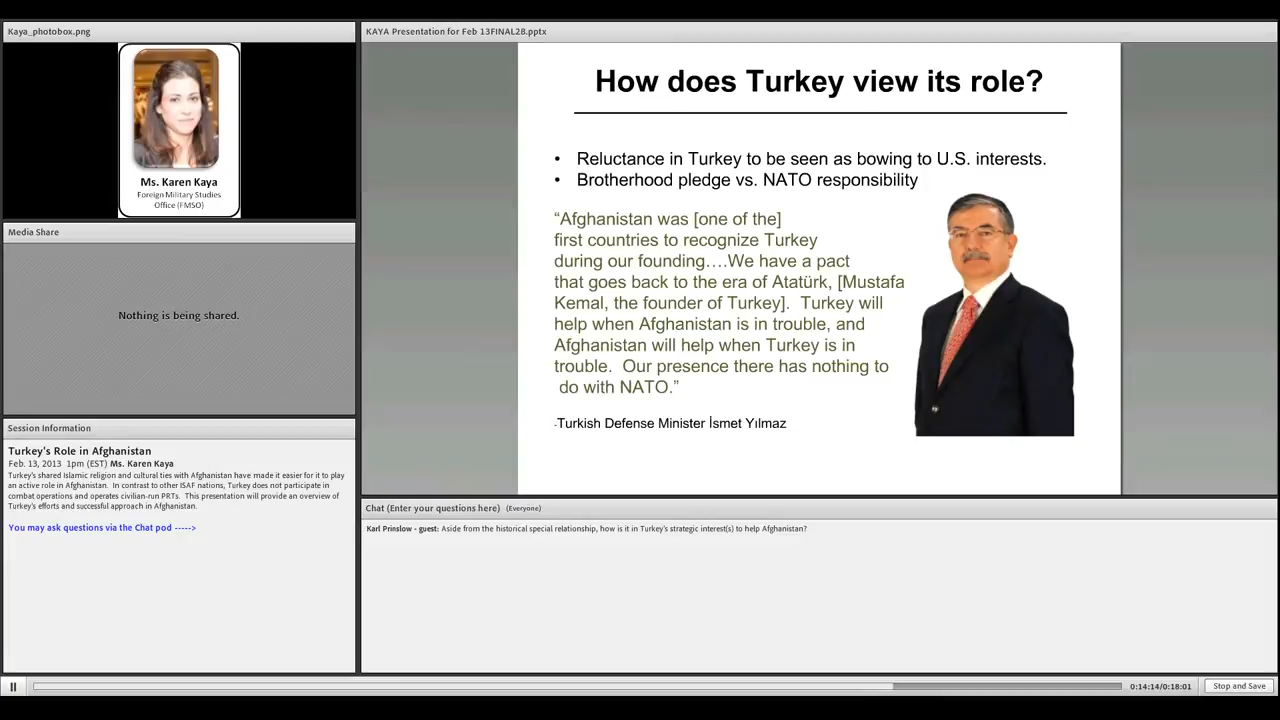 Kaya_photobox.png
Ms. Karen Kaya
Foreign Military Studies
Office (FMSO)
Media Share
Nothing is being shared.
Session Information
Turkey's Role in Afghanistan
Feb. 13, 2013 1pm (EST) Ms. Karen Kaya
Turkey's shared Islamic religion and cultural ties with Afghanistan have made it easier for it to play
an active role in Afghanistan. In contrast to other ISAF nations, Turkey does not participate in
combat operations and operates civilian-run PRTs. This presentation will provide an overview of
Turkey's efforts and successful approach in Afghanistan.
You may ask questions via the Chat pod ----->
KAYA Presentation for Feb 13FINAL28.pptx
How does Turkey view its role?
• Reluctance in Turkey to be seen as bowing to U.S. interests.
• Brotherhood pledge vs. NATO responsibility
“Afghanistan was [one of the]
first countries to recognize Turkey
during our founding….We have a pact
that goes back to the era of Atatürk, [Mustafa
Kemal, the founder of Turkey]. Turkey will
help when Afghanistan is in trouble, and
Afghanistan will help when Turkey is in
trouble. Our presence there has nothing to
do with NATO.”
-Turkish Defense Minister İsmet Yılmaz
Chat (Enter your questions here) (Everyone)
Karl Prinslow - guest: Aside from the historical special relationship, how is it in Turkey's strategic interest(s) to help Afghanistan?
0:14:14/0:18:01
Stop and Save